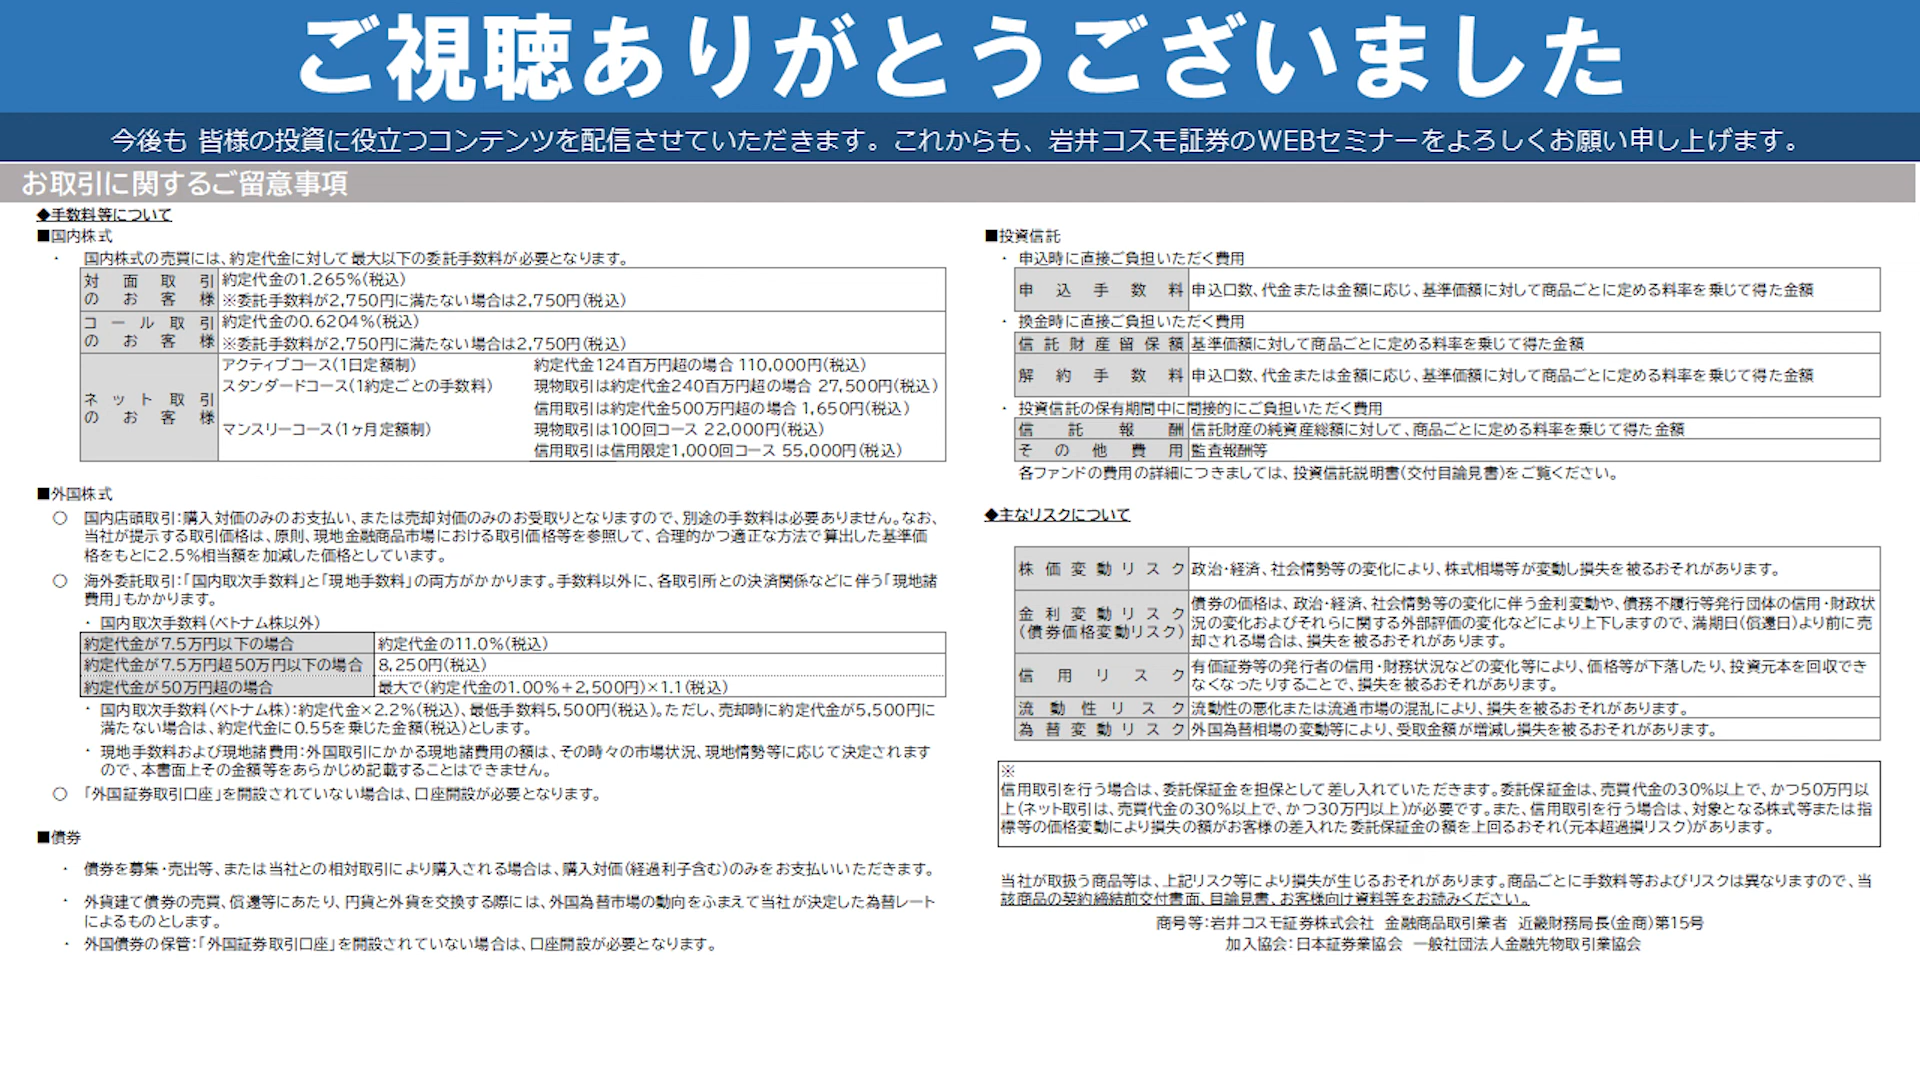 ご視聴ありがとうございました
今後も 皆様の投資に役立つコンテンツを配信させていただきます。これからも、岩井コスモ証券のWEBセミナーをよろしくお願い申し上げます。
お取引に関するご留意事項
◆手数料等について
■国内株式
・ 国内株式の売買には、約定代金に対して最大以下の委託手数料が必要となります。
対面取引
のお客様
約定代金の1.265%(税込)
※委託手数料が2,750円に満たない場合は2,750円(税込)
コール取引
のお客様
約定代金の0.6204%(税込)
※委託手数料が2,750円に満たない場合は2,750円(税込)
ネット取引
のお客様
アクティブコース(1日定額制) 約定代金124百万円超の場合 110,000円(税込)
スタンダードコース(1約定ごとの手数料) 現物取引は約定代金240百万円超の場合 27,500円(税込)
信用取引は約定代金500万円超の場合 1,650円(税込)
マンスリーコース(1ヶ月定額制) 現物取引は100回コース 22,000円(税込)
信用取引は信用限定1,000回コース 55,000円(税込)
■外国株式
○ 国内店頭取引:購入対価のみのお支払い、または売却対価のみのお受取りとなりますので、別途の手数料は必要ありません。なお、
当社が提示する取引価格は、原則、現地金融商品市場における取引価格等を参照して、合理的かつ適正な方法で算出した基準価
格をもとに2.5%相当額を加減した価格としています。
○ 海外委託取引:「国内取次手数料」と「現地手数料」の両方がかかります。手数料以外に、各取引所との決済関係などに伴う「現地諸
費用」もかかります。
・ 国内取次手数料(ベトナム株以外)
約定代金が7.5万円以下の場合 約定代金の11.0%(税込)
約定代金が7.5万円超50万円以下の場合 8,250円(税込)
約定代金が50万円超の場合 最大で(約定代金の1.00%+2,500円)×1.1(税込)
・ 国内取次手数料(ベトナム株):約定代金×2.2%(税込)、最低手数料5,500円(税込)。ただし、売却時に約定代金が5,500円に
満たない場合は、約定代金に0.55を乗じた金額(税込)とします。
・ 現地手数料および現地諸費用:外国取引にかかる現地諸費用の額は、その時々の市場状況、現地情勢等に応じて決定されます
ので、本書面上その金額等をあらかじめ記載することはできません。
○ 「外国証券取引口座」を開設されていない場合は、口座開設が必要となります。
■債券
・ 債券を募集・売出等、または当社との相対取引により購入される場合は、購入対価(経過利子含む)のみをお支払いいただきます。
・ 外貨建て債券の売買、償還等にあたり、円貨と外貨を交換する際には、外国為替市場の動向をふまえて当社が決定した為替レート
によるものとします。
・ 外国債券の保管:「外国証券取引口座」を開設されていない場合は、口座開設が必要となります。
■投資信託
・ 申込時に直接ご負担いただく費用
申込手数料 申込口数、代金または金額に応じ、基準価額に対して商品ごとに定める料率を乗じて得た金額
・ 換金時に直接ご負担いただく費用
信託財産留保額 基準価額に対して商品ごとに定める料率を乗じて得た金額
解約手数料 申込口数、代金または金額に応じ、基準価額に対して商品ごとに定める料率を乗じて得た金額
・ 投資信託の保有期間中に間接的にご負担いただく費用
信託報酬 信託財産の純資産総額に対して、商品ごとに定める料率を乗じて得た金額
その他費用 監査報酬等
各ファンドの費用の詳細につきましては、投資信託説明書(交付目論見書)をご覧ください。
◆主なリスクについて
株価変動リスク 政治・経済、社会情勢等の変化により、株式相場等が変動し損失を被るおそれがあります。
金利変動リスク
(債券価格変動リスク)
債券の価格は、政治・経済、社会情勢等の変化に伴う金利変動や、債務不履行等発行団体の信用・財政状
況の変化およびそれらに関する外部評価の変化などにより上下しますので、満期日(償還日)より前に売
却される場合は、損失を被るおそれがあります。
信用リスク
有価証券等の発行者の信用・財務状況などの変化等により、価格等が下落したり、投資元本を回収でき
なくなったりすることで、損失を被るおそれがあります。
流動性リスク 流動性の悪化または流通市場の混乱により、損失を被るおそれがあります。
為替変動リスク 外国為替相場の変動等により、受取金額が増減し損失を被るおそれがあります。
※
信用取引を行う場合は、委託保証金を担保として差し入れていただきます。委託保証金は、売買代金の30%以上で、かつ50万円以
上(ネット取引は、売買代金の30%以上で、かつ30万円以上)が必要です。また、信用取引を行う場合は、対象となる株式等または指
標等の価格変動により損失の額がお客様の差入れた委託保証金の額を上回るおそれ(元本超過損リスク)があります。
当社が取扱う商品等は、上記リスク等により損失が生じるおそれがあります。商品ごとに手数料等およびリスクは異なりますので、当
該商品の契約締結前交付書面、目論見書、お客様向け資料等をお読みください。
商号等:岩井コスモ証券株式会社 金融商品取引業者 近畿財務局長(金商)第15号
加入協会:日本証券業協会 一般社団法人金融先物取引業協会